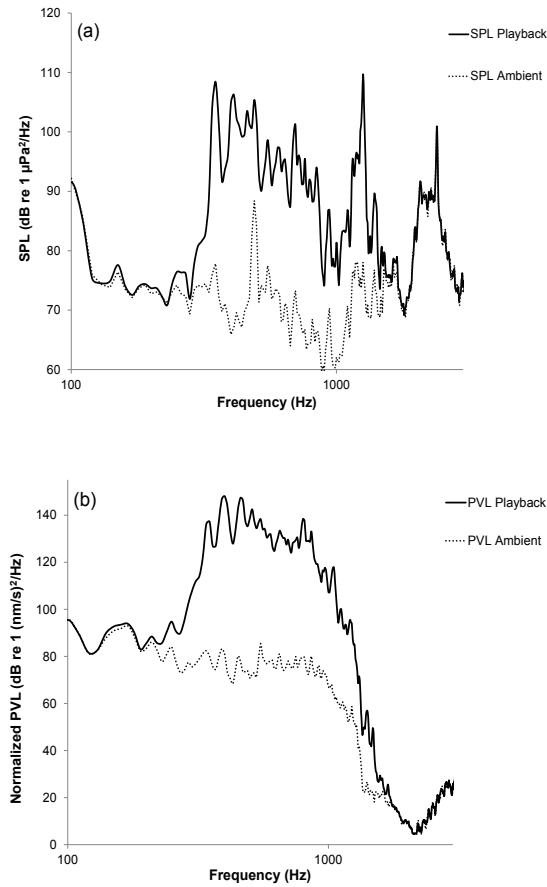 (a)
SPL Playback
SPL Ambient
120
110
100
90
80
70
60
100
1000
SPL (dB re 1 µPa²/Hz)
Frequency (Hz)
(b)
PVL Playback
PVL Ambient
140
120
100
80
60
40
20
0
100
1000
Normalized PVL (dB re 1 (nm/s)²/Hz)
Frequency (Hz)